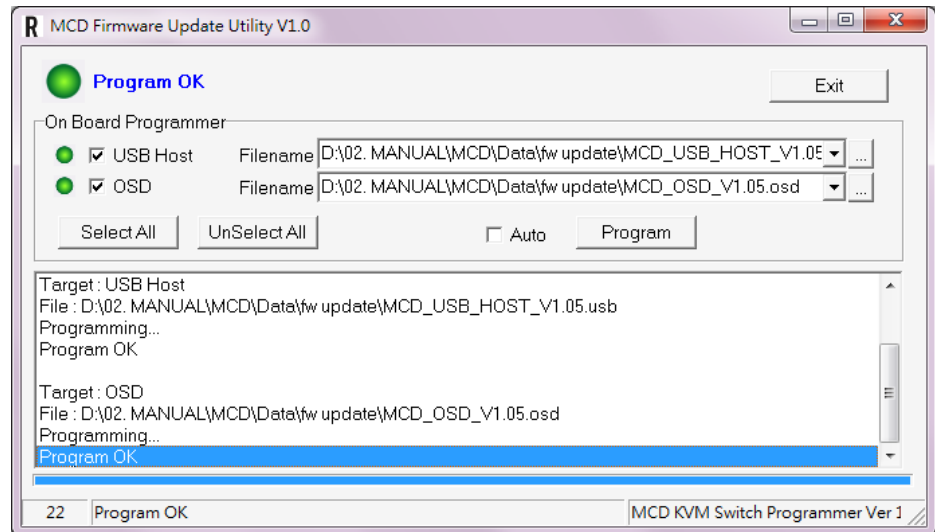 R MCD Firmware Update Utility V1.0
Program OK
Exit
On Board Programmer
USB Host Filename D:\02. MANUAL\MCD\Data\fw update\MCD_USB_HOST_V1.05 ...
OSD Filename D:\02. MANUAL\MCD\Data\fw update\MCD_OSD_V1.05.osd ...
Select All UnSelect All Auto Program
Target : USB Host
File : D:\02. MANUAL\MCD\Data\fw update\MCD_USB_HOST_V1.05.usb
Programming...
Program OK
Target : OSD
File : D:\02. MANUAL\MCD\Data\fw update\MCD_OSD_V1.05.osd
Programming...
Program OK
22 Program OK MCD KVM Switch Programmer Ver 1